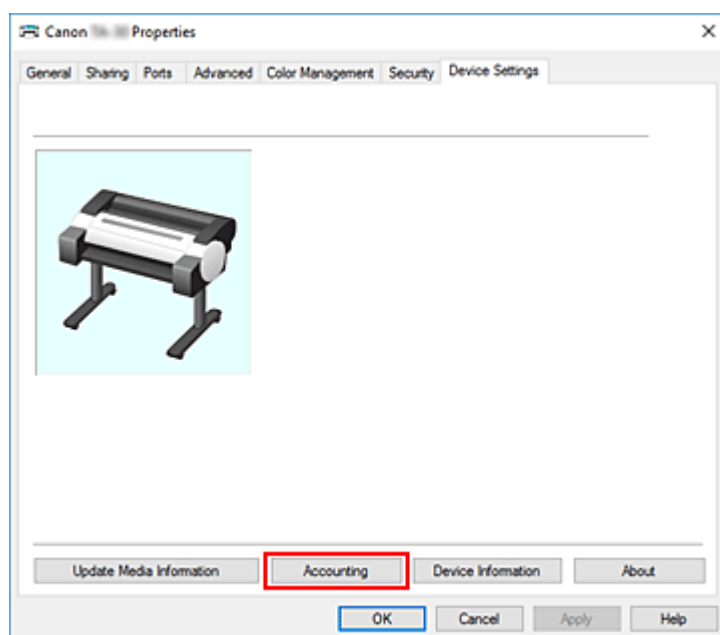 Canon Properties
General Sharing Ports Advanced Color Management Security Device Settings
Update Media Information Accounting Device Information About
OK Cancel Apply Help